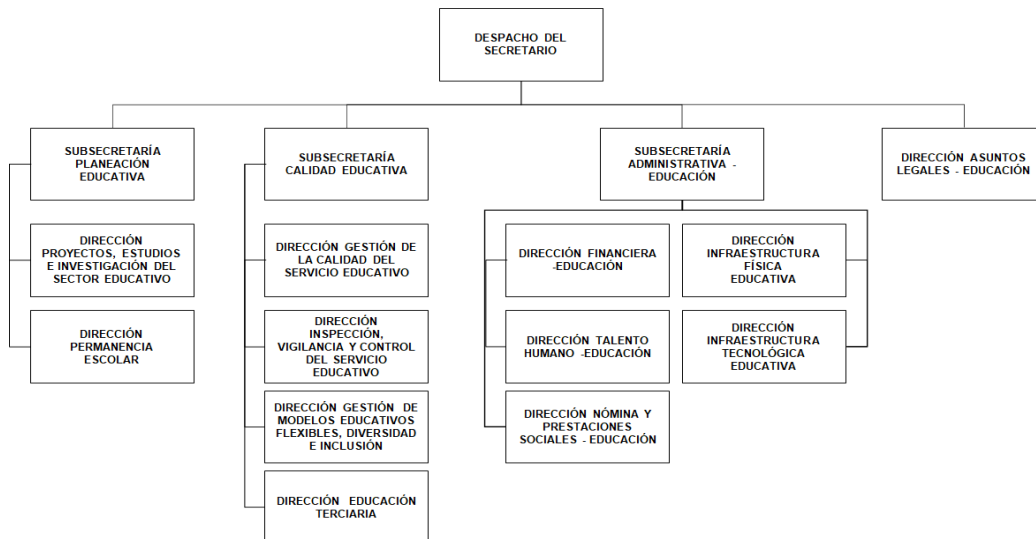 DESPACHO DEL
SECRETARIO
SUBSECRETARÍA
PLANEACIÓN
EDUCATIVA
DIRECCIÓN
PROYECTOS, ESTUDIOS
E INVESTIGACIÓN DEL
SECTOR EDUCATIVO
DIRECCIÓN
PERMANENCIA
ESCOLAR
SUBSECRETARÍA
CALIDAD EDUCATIVA
DIRECCIÓN GESTIÓN DE
LA CALIDAD DEL
SERVICIO EDUCATIVO
DIRECCIÓN
INSPECCIÓN,
VIGILANCIA Y CONTROL
DEL SERVICIO
EDUCATIVO
DIRECCIÓN GESTIÓN DE
MODELOS EDUCATIVOS
FLEXIBLES, DIVERSIDAD
E INCLUSIÓN
DIRECCIÓN EDUCACIÓN
TERCIARIA
SUBSECRETARÍA
ADMINISTRATIVA -
EDUCACIÓN
DIRECCIÓN FINANCIERA
-EDUCACIÓN
DIRECCIÓN TALENTO
HUMANO -EDUCACIÓN
DIRECCIÓN NÓMINA Y
PRESTACIONES
SOCIALES - EDUCACIÓN
DIRECCIÓN
INFRAESTRUCTURA
FÍSICA
EDUCATIVA
DIRECCIÓN
INFRAESTRUCTURA
TECNOLÓGICA
EDUCATIVA
DIRECCIÓN ASUNTOS
LEGALES - EDUCACIÓN